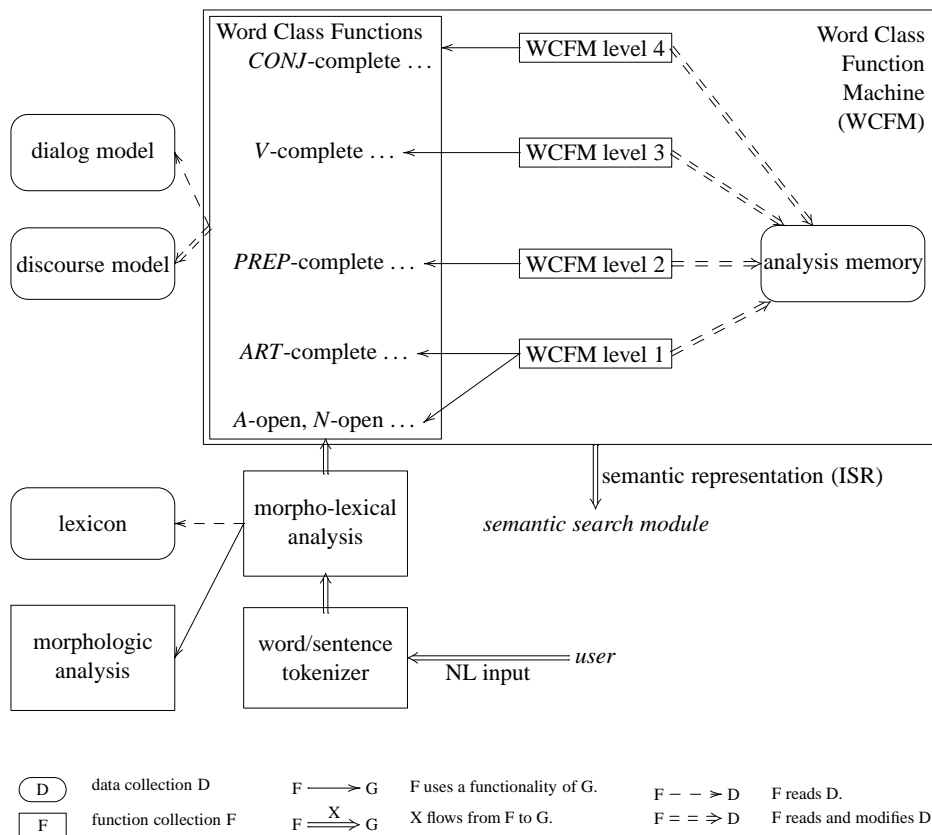 Word Class Functions
CONJ-complete ...
WCFM level 4
Word Class
Function
Machine
(WCFM)
dialog model
V-complete ...
WCFM level 3
discourse model
PREP-complete ...
WCFM level 2
analysis memory
ART-complete ...
WCFM level 1
A-open, N-open ...
semantic representation (ISR)
lexicon
morpho-lexical
analysis
semantic search module
morphologic
analysis
word/sentence
tokenizer
user
NL input
D
data collection D
F
G
F uses a functionality of G.
F
D
F reads D.
F
function collection F
F
X
G
X flows from F to G.
F
D
F reads and modifies D